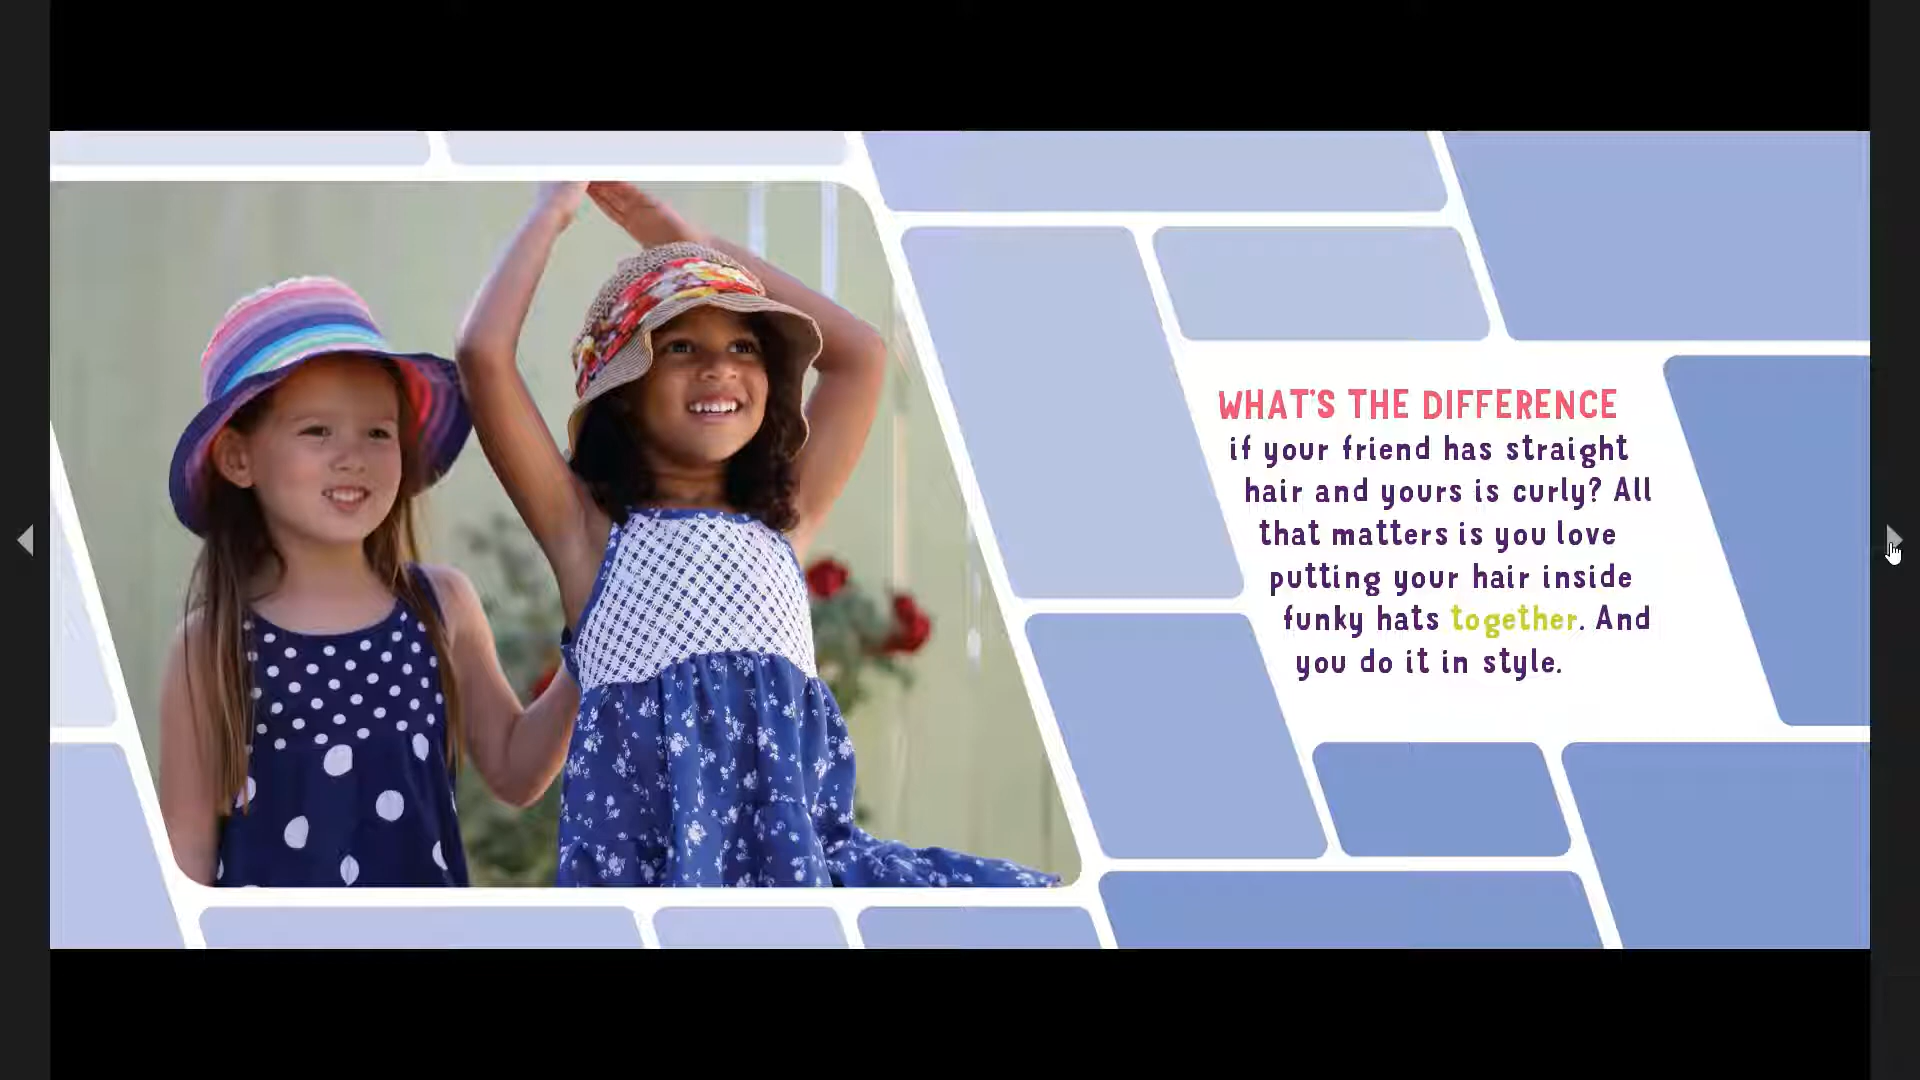 WHAT'S THE DIFFERENCE
if your friend has straight
hair and yours is curly? All
that matters is you love
putting your hair inside
funky hats together. And
you do it in style.